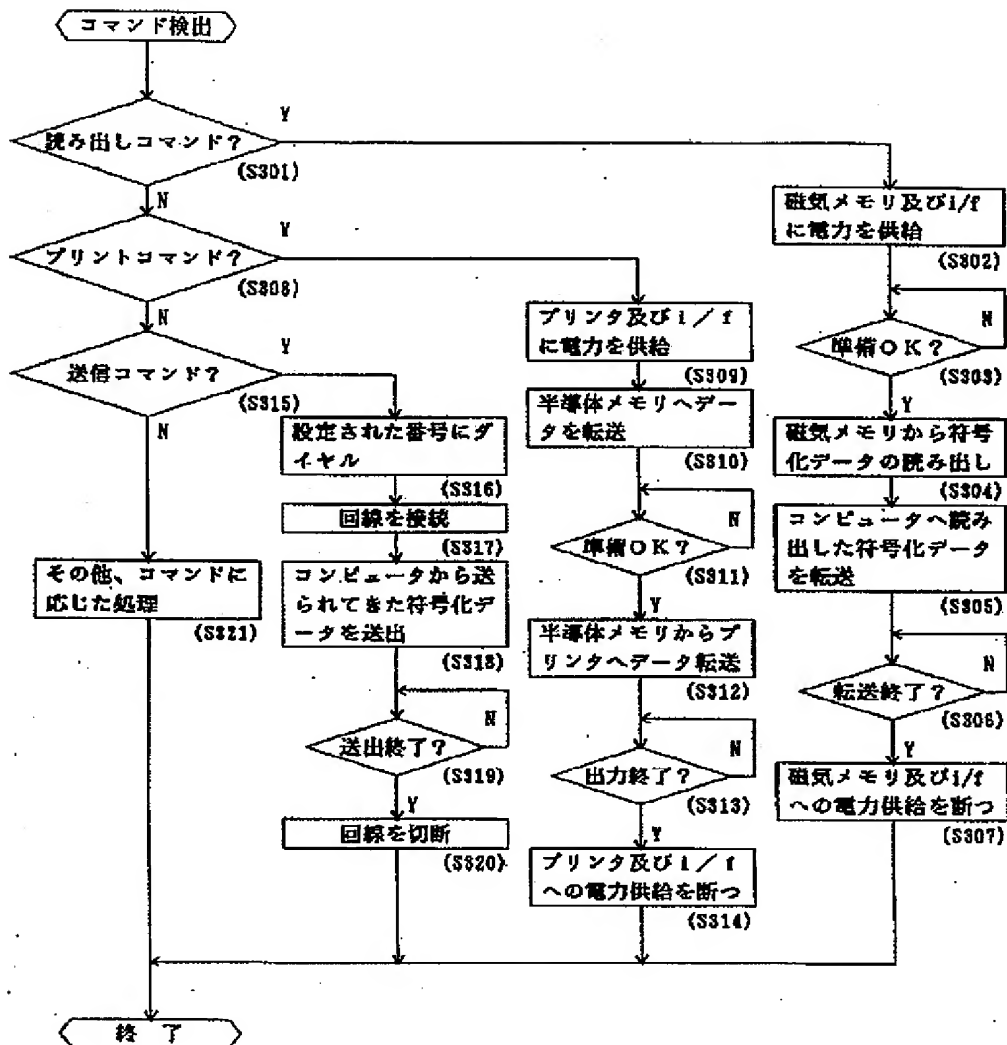 コマンド検出
Y
読み出しコマンド?
(S301)
N
Y
プリントコマンド?
(S308)
N
Y
送信コマンド?
(S315)
N
その他、コマンドに
応じた処理
(S321)
設定された番号にダ
イヤル
(S316)
回線を接続
(S317)
コンピュータから送
られてきた符号化デ
ータを送出
(S318)
N
送出終了?
(S319)
Y
回線を切断
(S320)
プリンタ及びi/f
に電力を供給
(S309)
半導体メモリへデー
タを転送
(S310)
N
準備OK?
(S311)
Y
半導体メモリからプ
リンタへデータ転送
(S312)
N
出力終了?
(S313)
Y
プリンタ及びi/f
への電力供給を断つ
(S314)
磁気メモリ及びi/f
に電力を供給
(S302)
N
準備OK?
(S303)
Y
磁気メモリから符号
化データの読み出し
(S304)
コンピュータへ読み
出した符号化データ
を転送
(S305)
N
転送終了?
(S306)
Y
磁気メモリ及びi/f
への電力供給を断つ
(S307)
終了